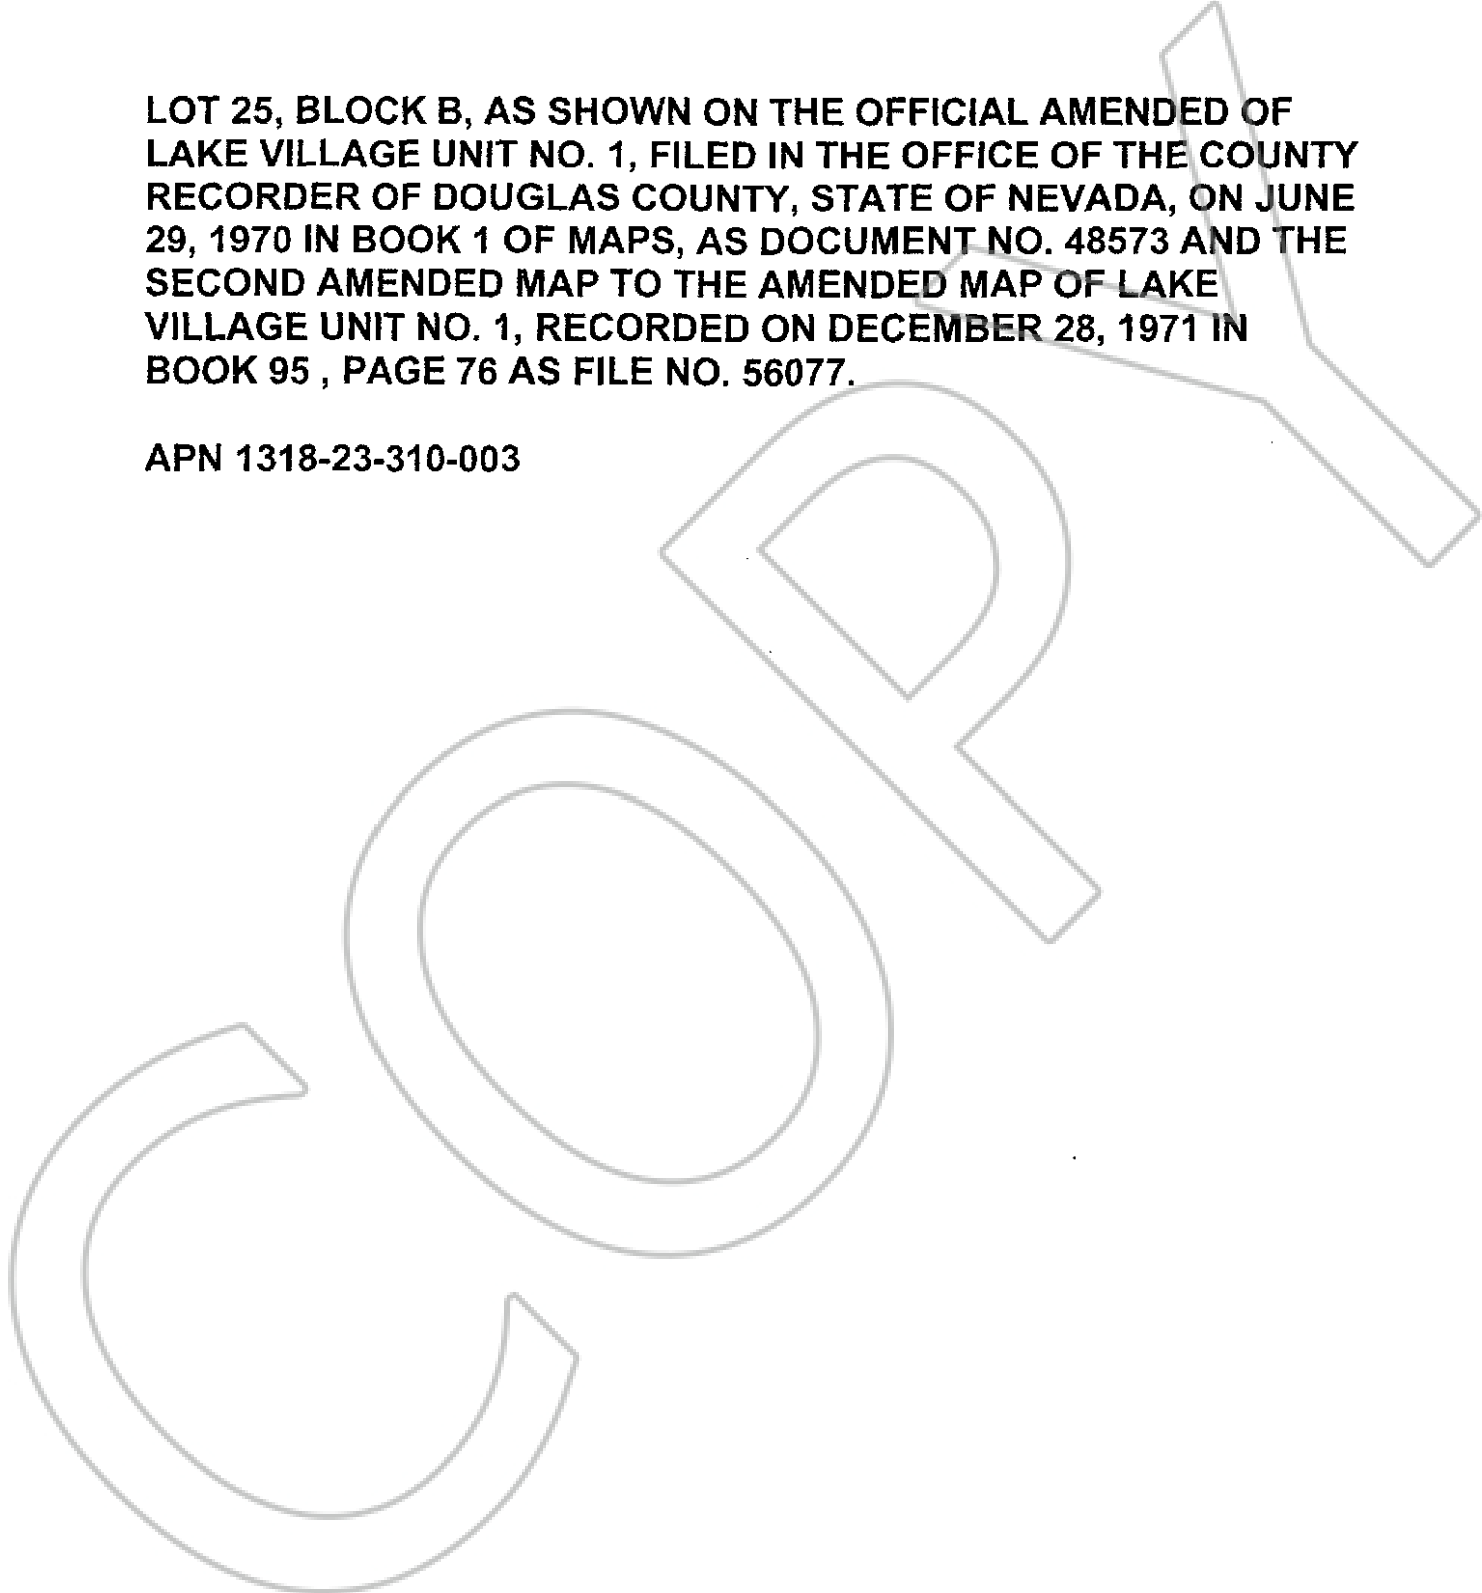 LOT 25, BLOCK B, AS SHOWN ON THE OFFICIAL AMENDED OF
LAKE VILLAGE UNIT NO. 1, FILED IN THE OFFICE OF THE COUNTY
RECORDER OF DOUGLAS COUNTY, STATE OF NEVADA, ON JUNE
29, 1970 IN BOOK 1 OF MAPS, AS DOCUMENT NO. 48573 AND THE
SECOND AMENDED MAP TO THE AMENDED MAP OF LAKE
VILLAGE UNIT NO. 1, RECORDED ON DECEMBER 28, 1971 IN
BOOK 95 , PAGE 76 AS FILE NO. 56077.
APN 1318-23-310-003
COPY